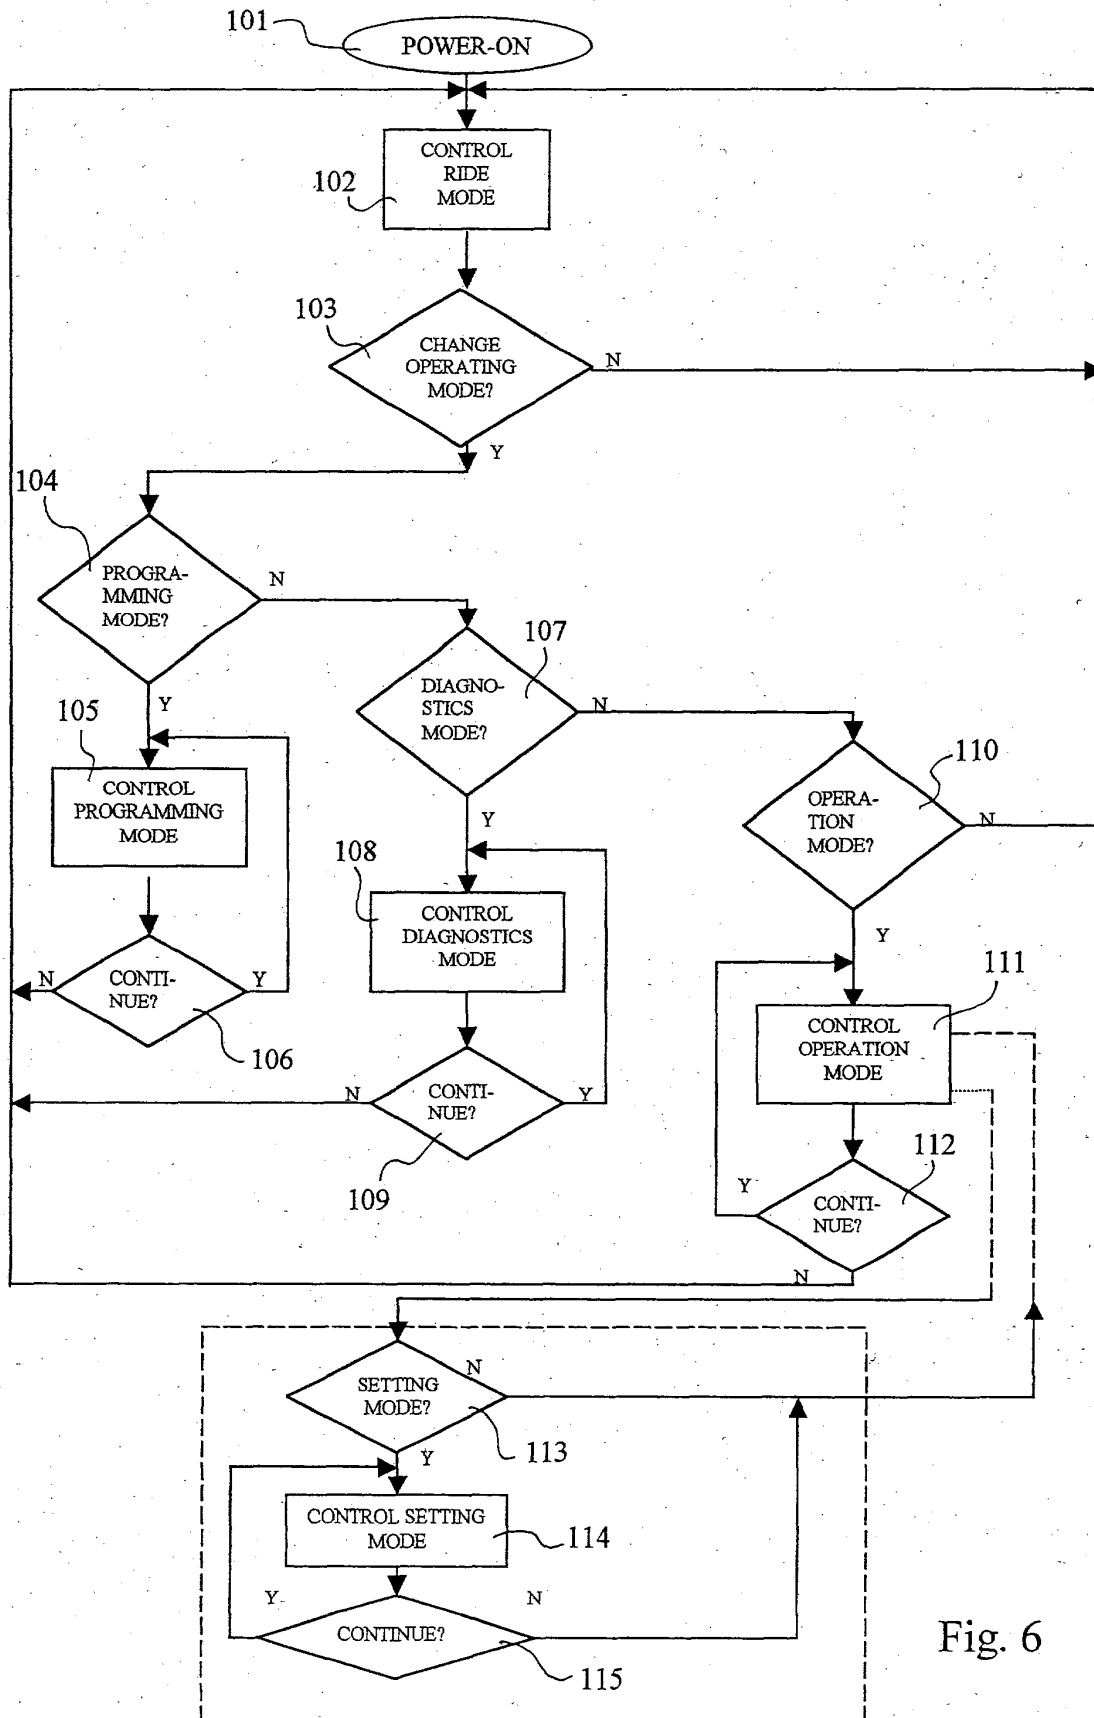 101
POWER-ON
CONTROL
RIDE
MODE
102
103
CHANGE
OPERATING
MODE?
N
Y
104
PROGRA-
MMING
MODE?
N
107
DIAGNO-
STICS
MODE?
N
Y
105
CONTROL
PROGRAMMING
MODE
110
OPERA-
TION
MODE?
N
Y
108
CONTROL
DIAGNOSTICS
MODE
Y
N
CONTI-
NUE?
Y
106
111
CONTROL
OPERATION
MODE
N
CONTI-
NUE?
Y
109
112
Y
CONTI-
NUE?
N
SETTING
MODE?
N
113
Y
CONTROL SETTING
MODE
114
Y
N
CONTINUE?
115
Fig. 6